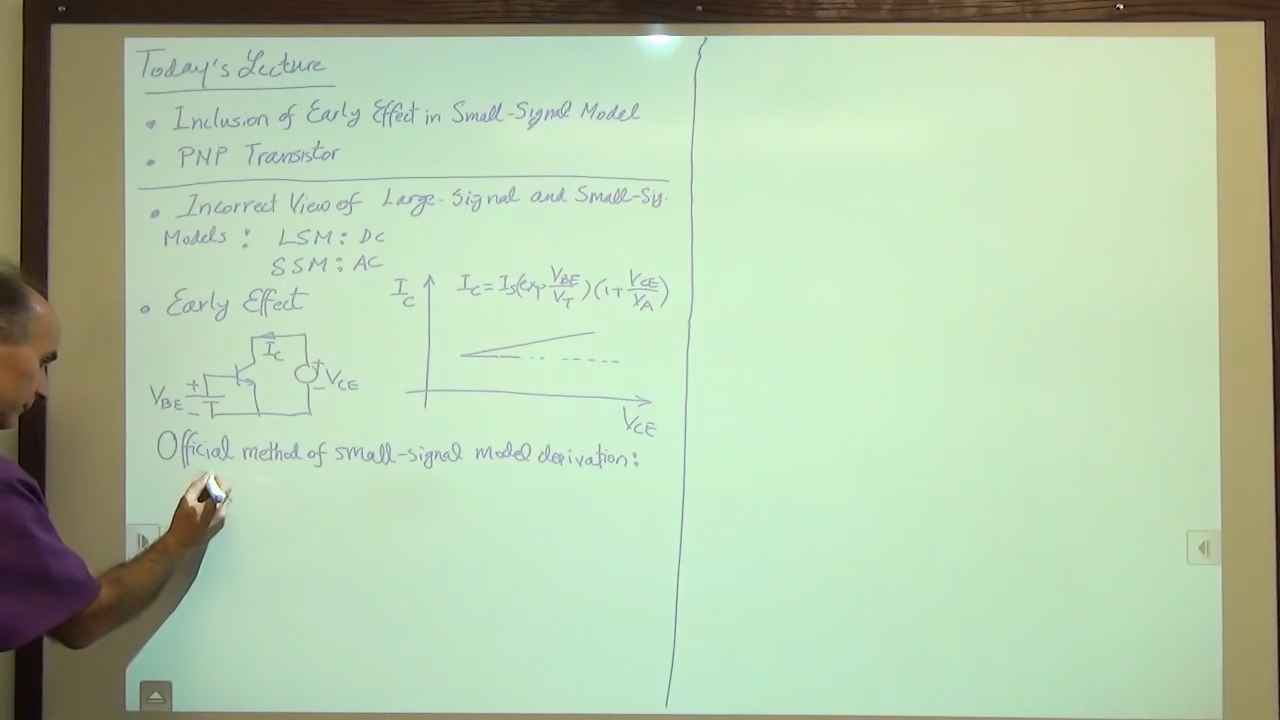 Today's Lecture
• Inclusion of Early Effect in Small-Signal Model
• PNP Transistor
• Incorrect View of Large-Signal and Small-Sig.
Models : LSM : DC
SSM : AC
• Early Effect
I_C
I_C = I_S(exp V_BE/V_T)(1+V_CE/V_A)
I_C
V_BE + - + - V_CE
V_CE
Official method of small-signal model derivation: